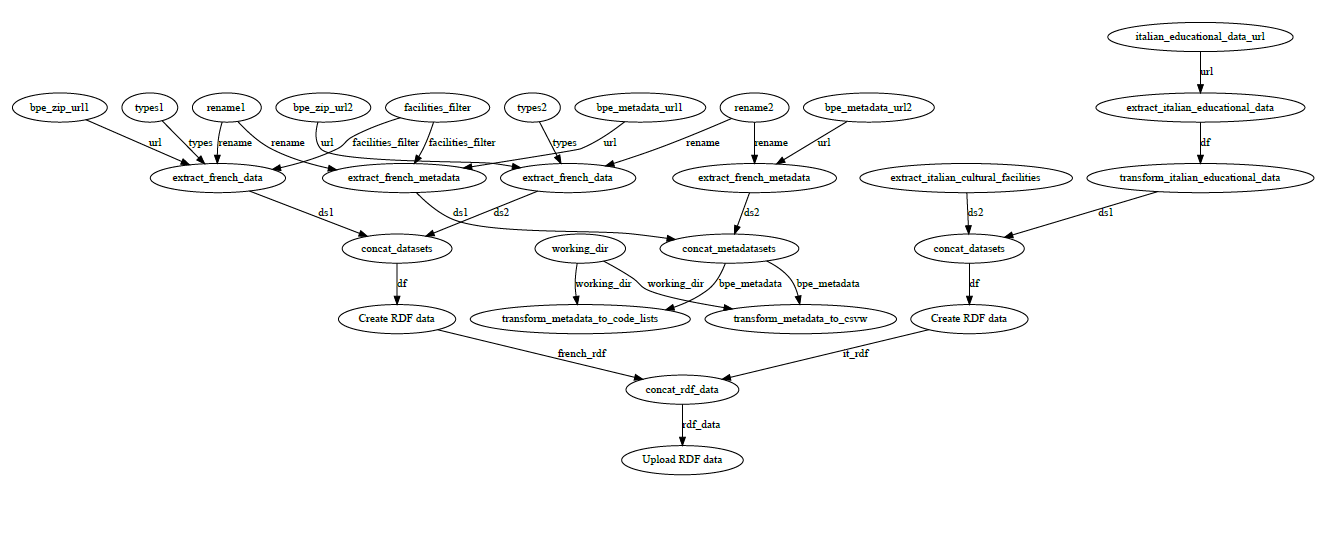 italian_educational_data_url
url
bpe_zip_url1
types1
rename1
bpe_zip_url2
facilities_filter
types2
bpe_metadata_url1
rename2
bpe_metadata_url2
extract_italian_educational_data
url
types
rename
rename
url
facilities_filter
facilities_filter
types
url
rename
rename
url
df
extract_french_data
extract_french_metadata
extract_french_data
extract_french_metadata
extract_italian_cultural_facilities
transform_italian_educational_data
ds1
ds1
ds2
ds2
ds2
ds1
concat_datasets
working_dir
concat_metadatasets
concat_datasets
df
working_dir
working_dir
bpe_metadata
bpe_metadata
df
Create RDF data
transform_metadata_to_code_lists
transform_metadata_to_csvw
Create RDF data
french_rdf
it_rdf
concat_rdf_data
rdf_data
Upload RDF data